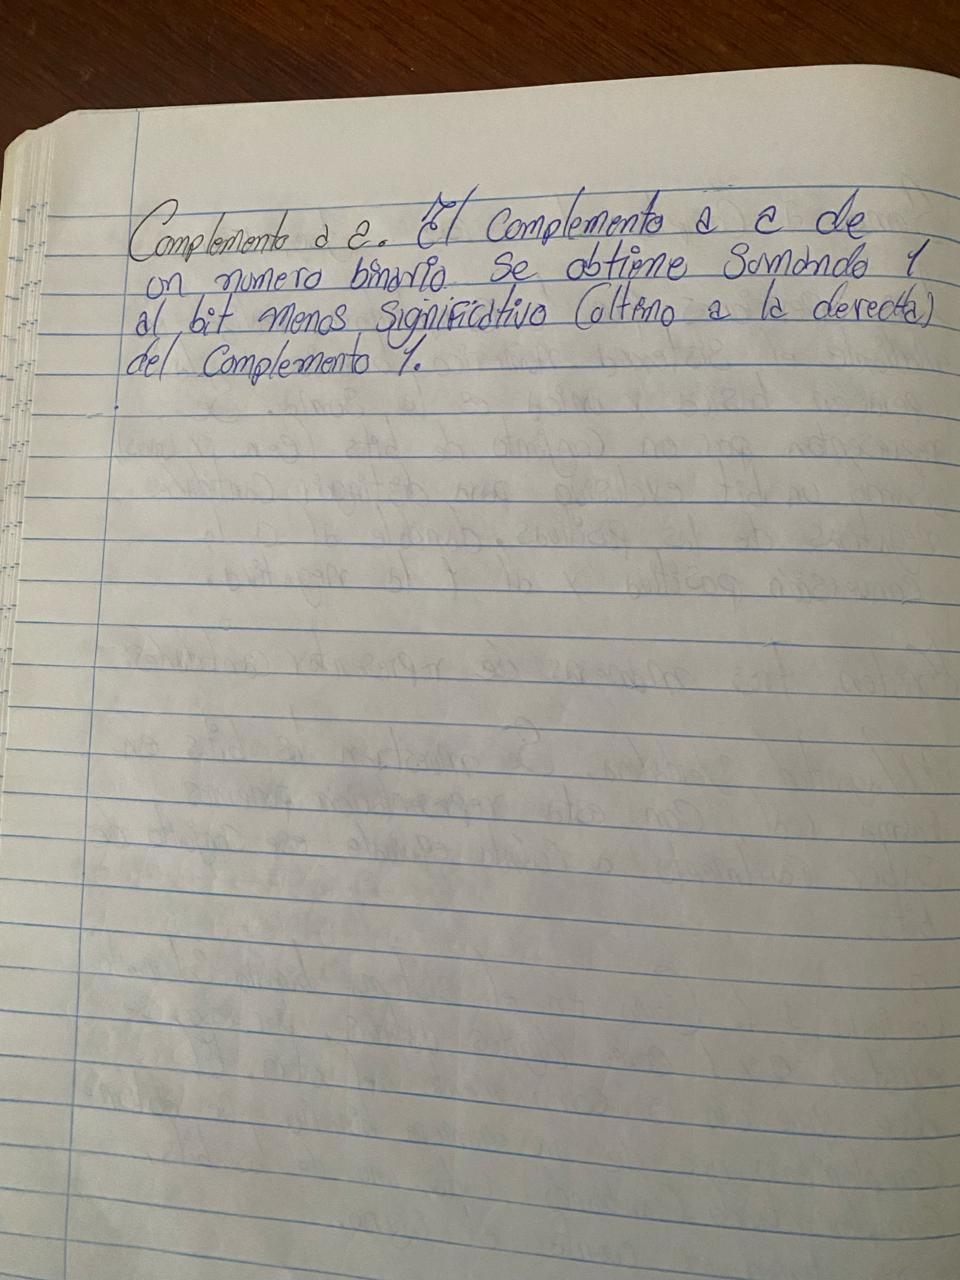 Complemento a 2. El Complemento a 2 de
un numero binario se obtiene sumando 1
al bit menos significativo (ultimo a la derecha)
del Complemento 1.